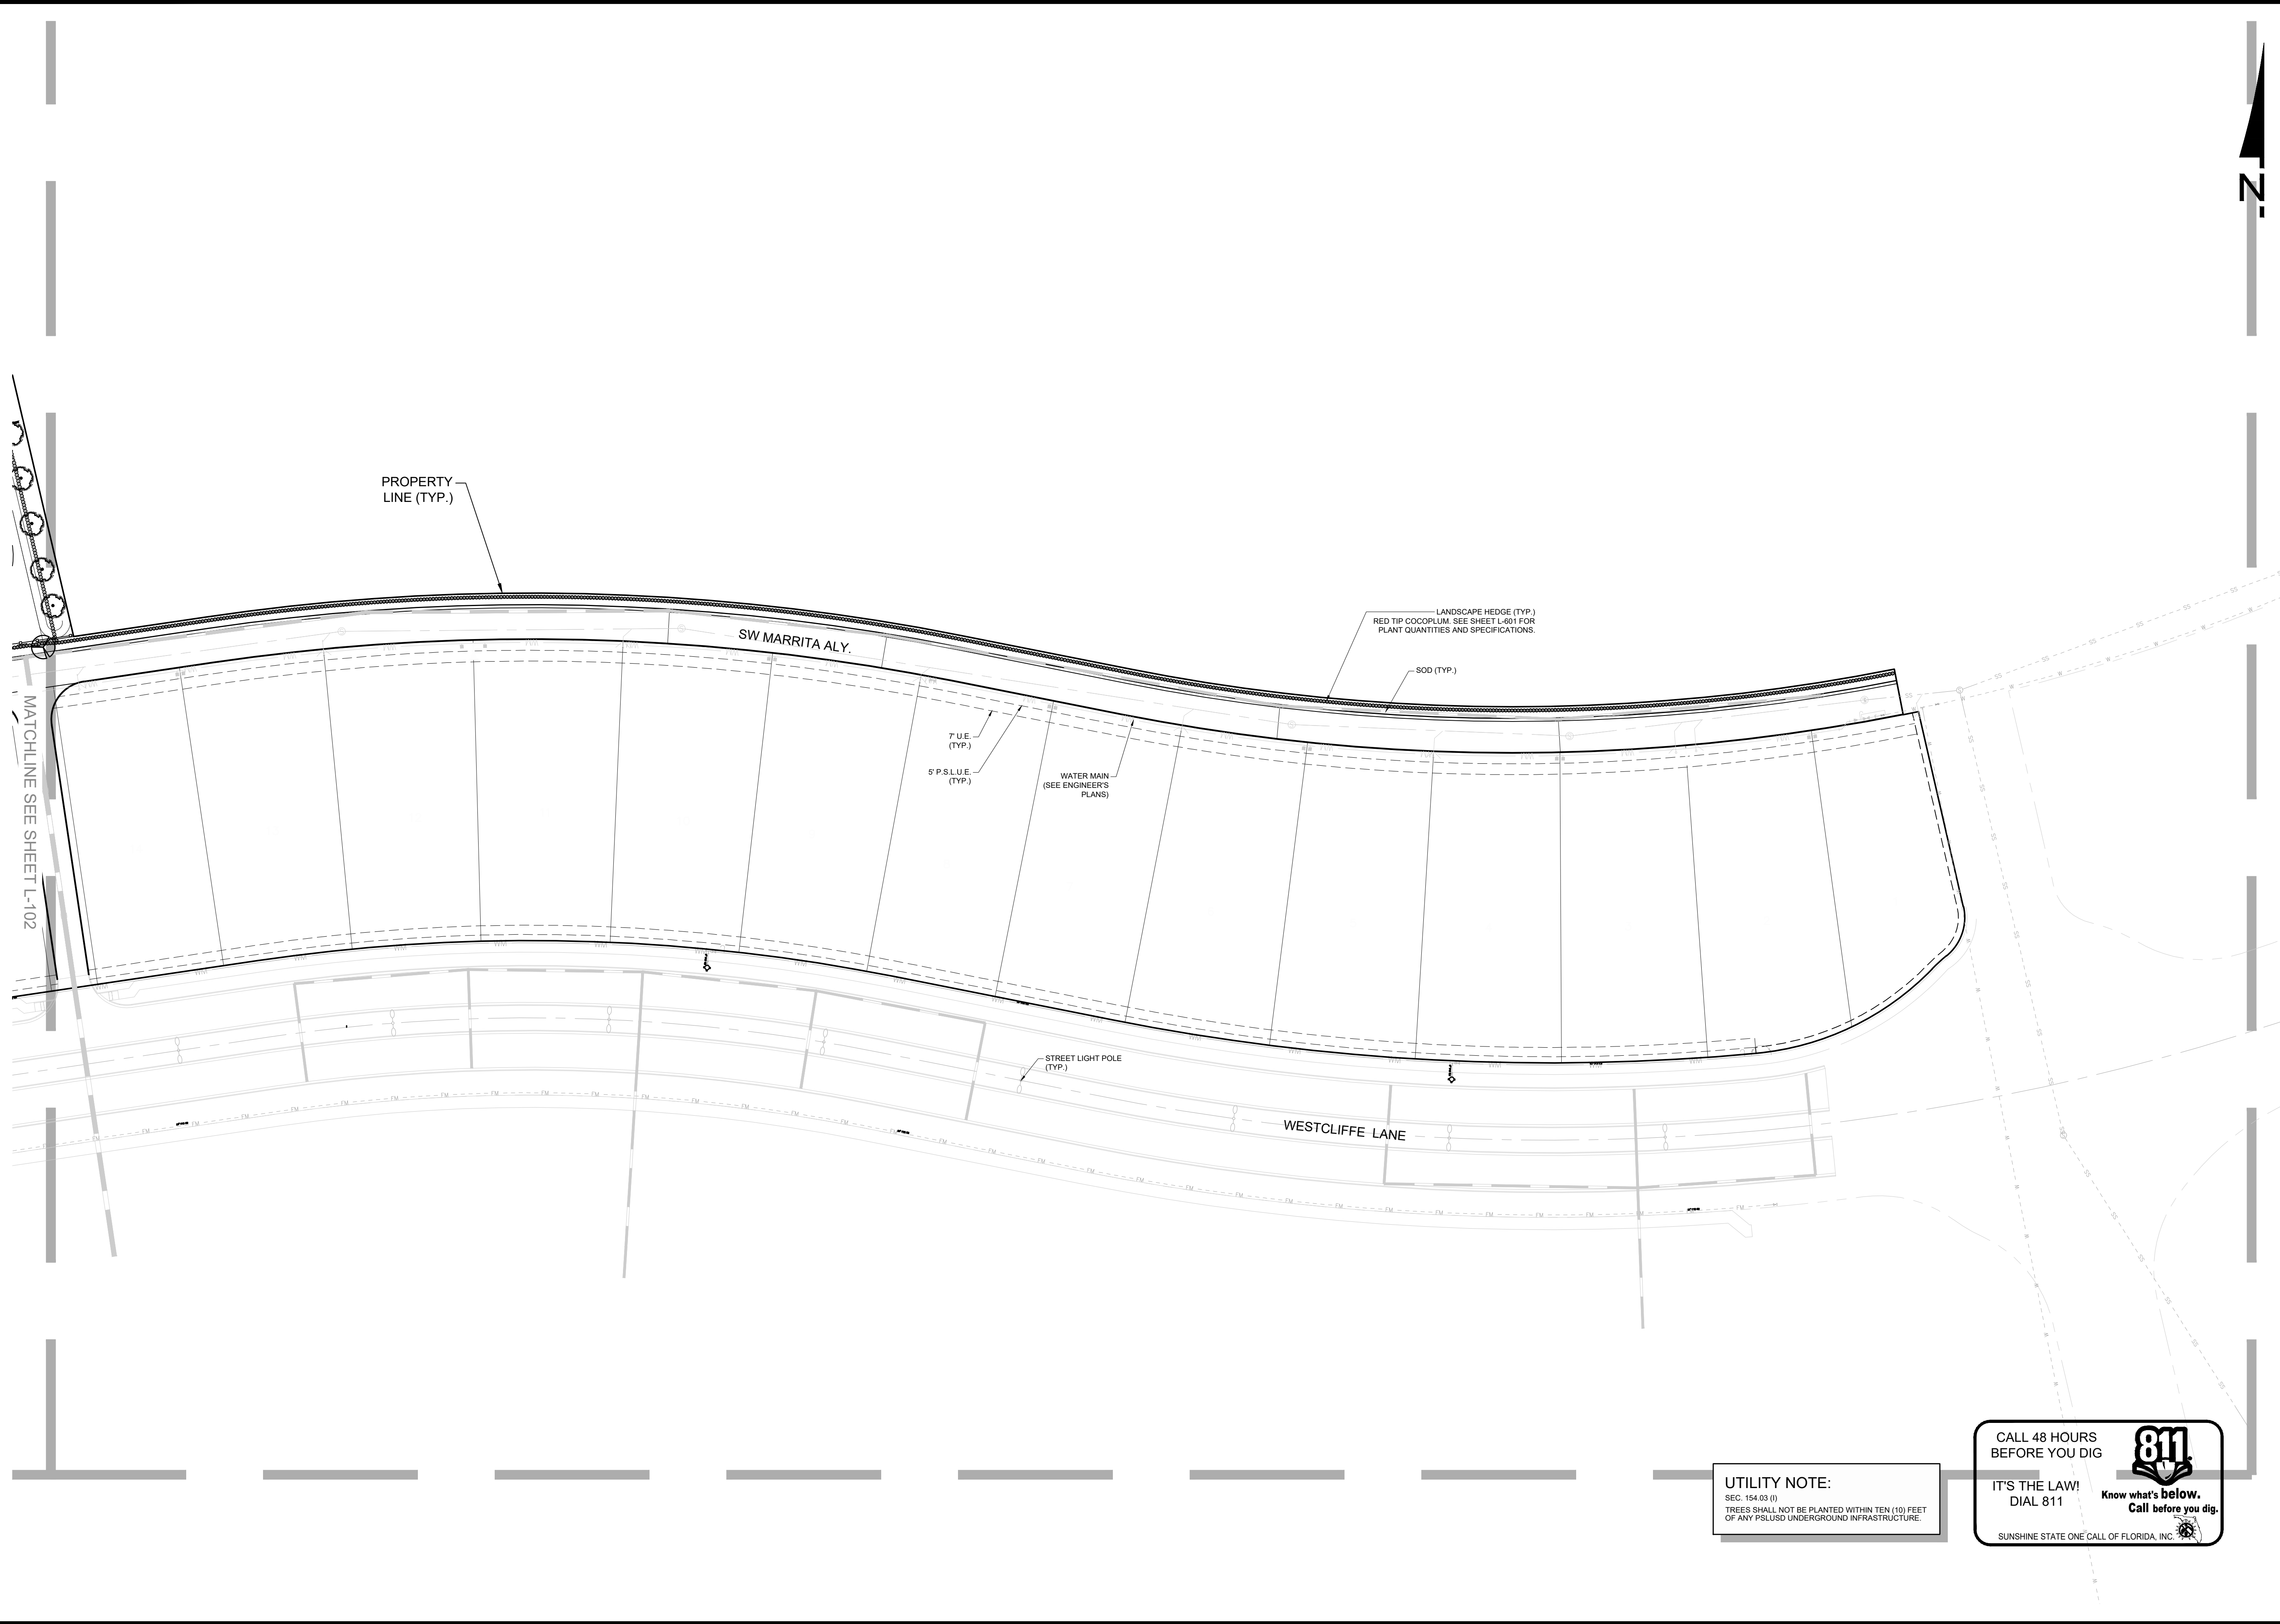 N
PROPERTY
LINE (TYP.)
LANDSCAPE HEDGE (TYP.)
RED TIP COCOPLUM. SEE SHEET L-601 FOR
PLANT QUANTITIES AND SPECIFICATIONS.
SW MARRITA ALY.
SOD (TYP.)
MATCHLINE SEE SHEET L-102
7' U.E.
(TYP.)
5' P.S.L.U.E.
(TYP.)
WATER MAIN
(SEE ENGINEER'S
PLANS)
STREET LIGHT POLE
(TYP.)
WESTCLIFFE LANE
UTILITY NOTE:
SEC. 154.03 (I)
TREES SHALL NOT BE PLANTED WITHIN TEN (10) FEET
OF ANY PSLUSD UNDERGROUND INFRASTRUCTURE.
CALL 48 HOURS
BEFORE YOU DIG
IT'S THE LAW!
DIAL 811
811
Know what's below.
Call before you dig.
SUNSHINE STATE ONE CALL OF FLORIDA, INC.